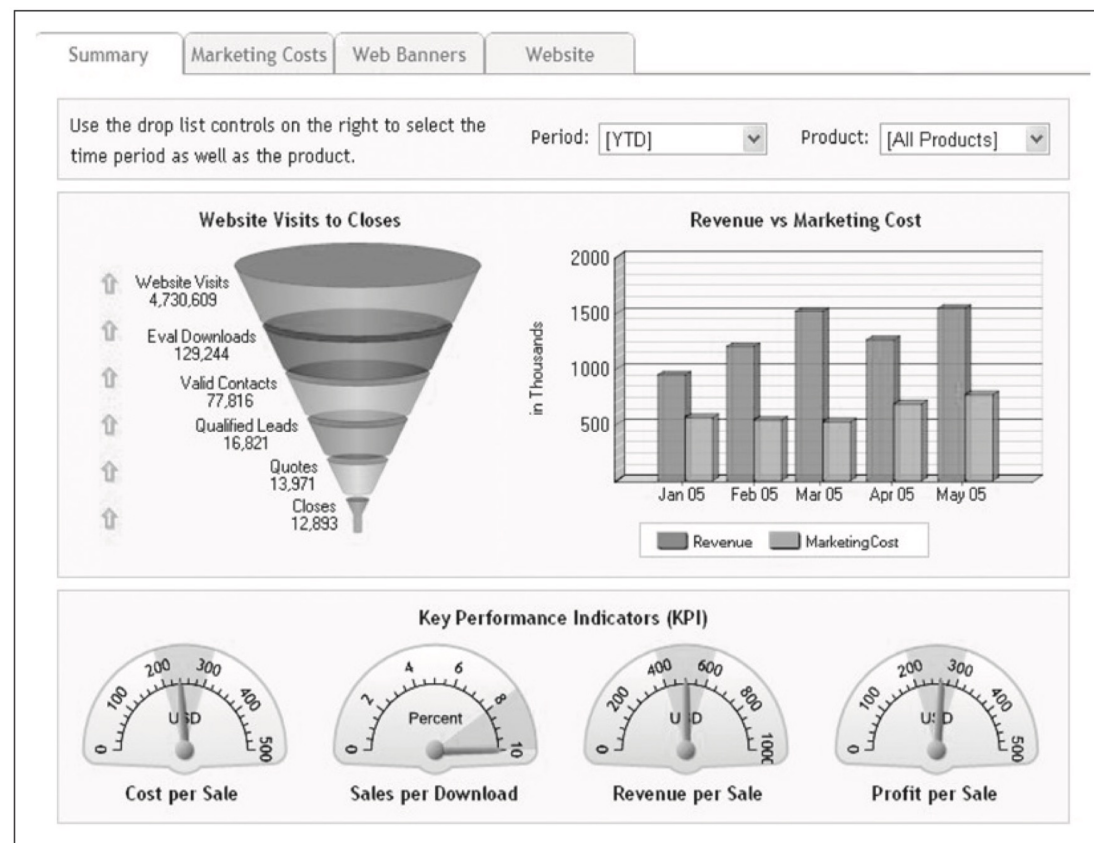 Summary
Marketing Costs
Web Banners
Website
Use the drop list controls on the right to select the
time period as well as the product.
Period: [YTD]
Product: [All Products]
Website Visits to Closes
Website Visits
4,730,609
Eval Downloads
129,244
Valid Contacts
77,816
Qualified Leads
16,821
Quotes
13,971
Closes
12,893
Revenue vs Marketing Cost
in Thousands
2000
1500
1000
500
Jan 05 Feb 05 Mar 05 Apr 05 May 05
Revenue MarketingCost
Key Performance Indicators (KPI)
0 100 200 300 400 500
USD
Cost per Sale
0 2 4 6 8 10
Percent
Sales per Download
0 200 400 600 800 1000
USD
Revenue per Sale
0 100 200 300 400 500
USD
Profit per Sale